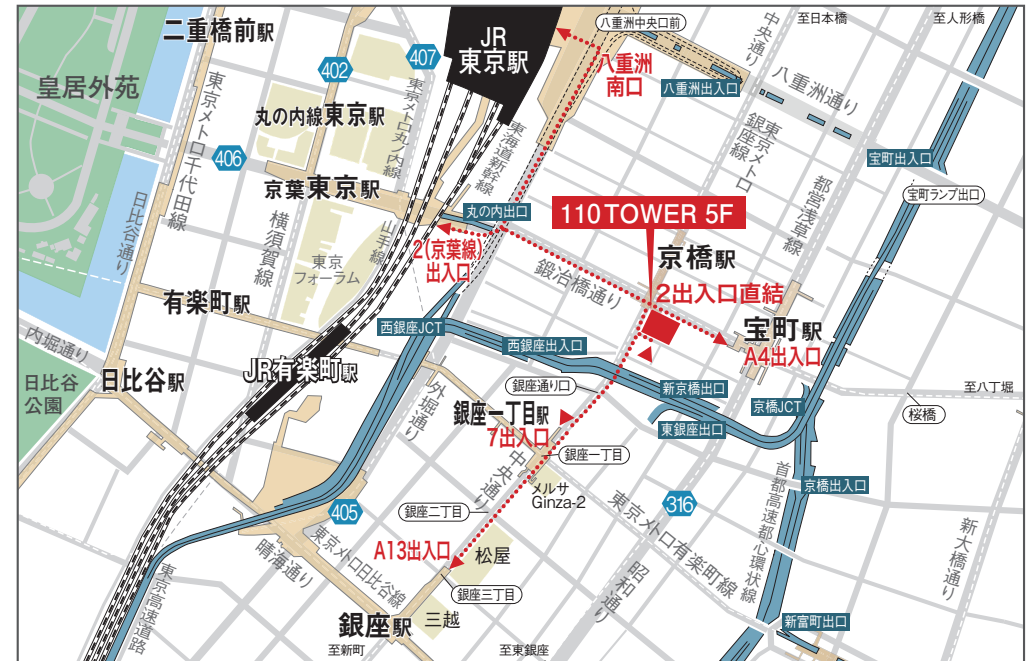 二重橋前駅
JR
東京駅
八重洲中央口前
中央通り
至日本橋
至人形橋
407
402
皇居外苑
八重洲
南口
八重洲出入口
八重洲通り
東京メトロ千代田線
丸の内線東京駅
東京メトロ丸ノ内線
東海道新幹線
東京メトロ
銀座線
都営浅草線
宝町出入口
宝町ランプ出口
406
京葉東京駅
丸の内出口
110 TOWER 5F
日比谷通り
横須賀線
山手線
東京
フォーラム
2(京葉線)
出入口
鍛冶橋通り
京橋駅
2出入口直結
有楽町駅
宝町駅
A4出入口
西銀座JCT
西銀座出入口
内堀通り
日比谷駅
JR有楽町駅
日比谷
公園
外堀通り
銀座通り口
新京橋出口
至八丁堀
京橋JCT
桜橋
銀座一丁目駅
7出入口
東銀座出口
中央通り
銀座一丁目
首都高速都心環状線
京橋出入口
メルサ
Ginza-2
316
405
銀座二丁目
東京メトロ有楽町線
新大橋通り
晴海通り
東京メトロ日比谷線
A13出入口
松屋
昭和通り
東京高速道路
銀座三丁目
銀座駅
三越
新富町出口
至新町
至東銀座